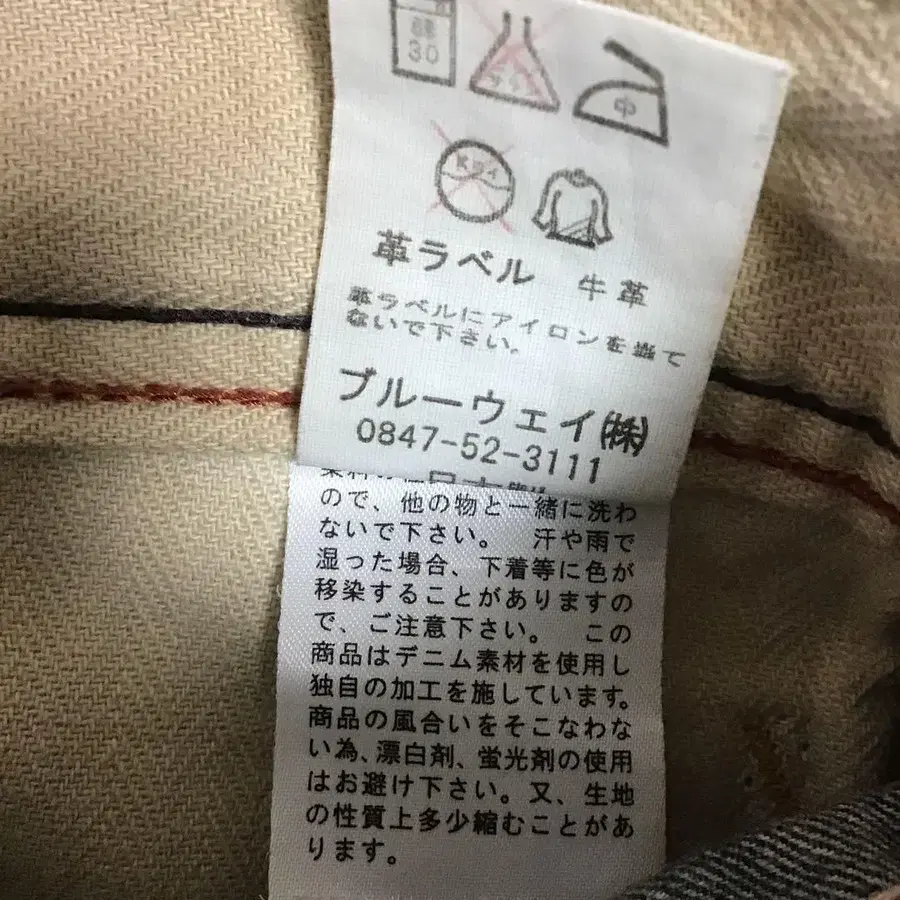 30
中
革ラベル 牛革
革ラベルにアイロンを当て
ないで下さい。
ブルーウェイ㈱
0847-52-3111
ので、他の物と一緒に洗わ
ないで下さい。 汗や雨で
湿った場合、下着等に色が
移染することがありますの
で、ご注意下さい。 この
商品はデニム素材を使用し
独自の加工を施しています。
商品の風合いをそこなわな
い為、漂白剤、蛍光剤の使用
はお避け下さい。又、生地
の性質上多少縮むことがあ
ります。